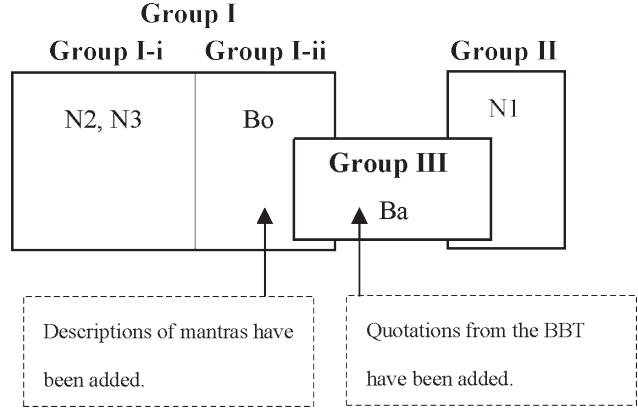 Group I
Group I-i Group I-ii Group II
N2, N3 Bo N1
Group III
Ba
Descriptions of mantras have
been added.
Quotations from the BBT
have been added.